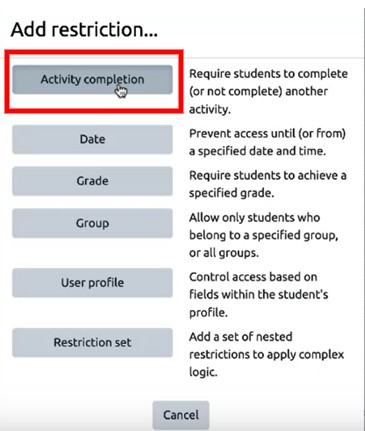 Add restriction...
Activity completion
Require students to complete
(or not complete) another
activity.
Date
Prevent access until (or from)
a specified date and time.
Grade
Require students to achieve a
specified grade.
Group
Allow only students who
belong to a specified group,
or all groups.
User profile
Control access based on
fields within the student's
profile.
Restriction set
Add a set of nested
restrictions to apply complex
logic.
Cancel